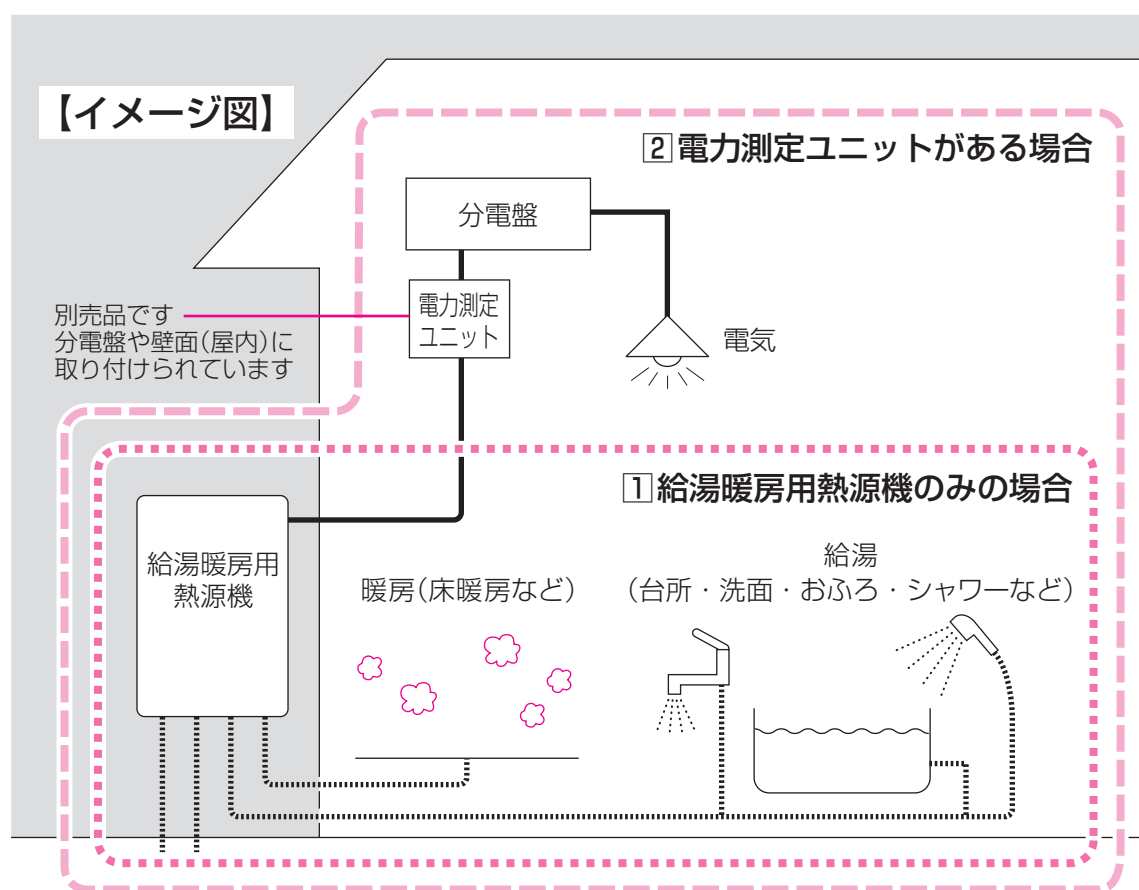 【イメージ図】
2電力測定ユニットがある場合
分電盤
電力測定
ユニット
電気
別売品です
分電盤や壁面(屋内)に
取り付けられています
1給湯暖房用熱源機のみの場合
給湯暖房用
熱源機
暖房(床暖房など)
給湯
(台所・洗面・おふろ・シャワーなど)